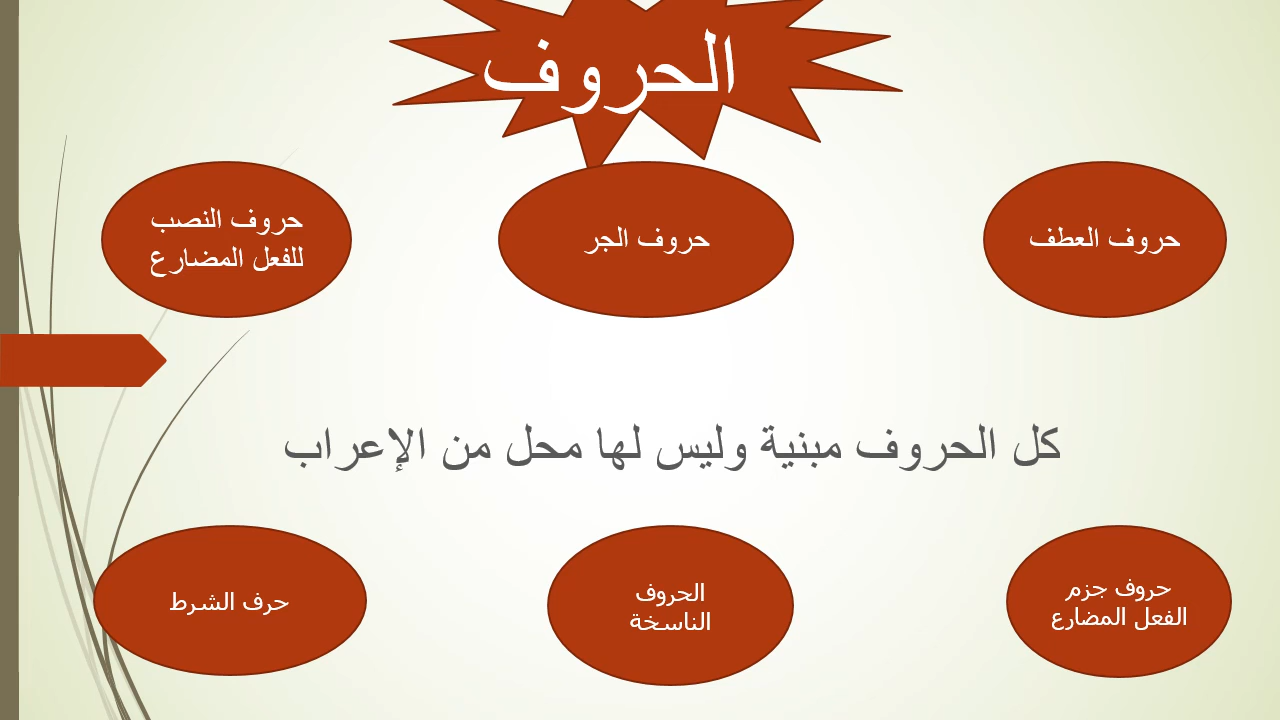 الحروف
حروف العطف
حروف الجر
حروف النصب
للفعل المضارع
كل الحروف مبنية وليس لها محل من الإعراب
حروف جزم
الفعل المضارع
الحروف
الناسخة
حرف الشرط